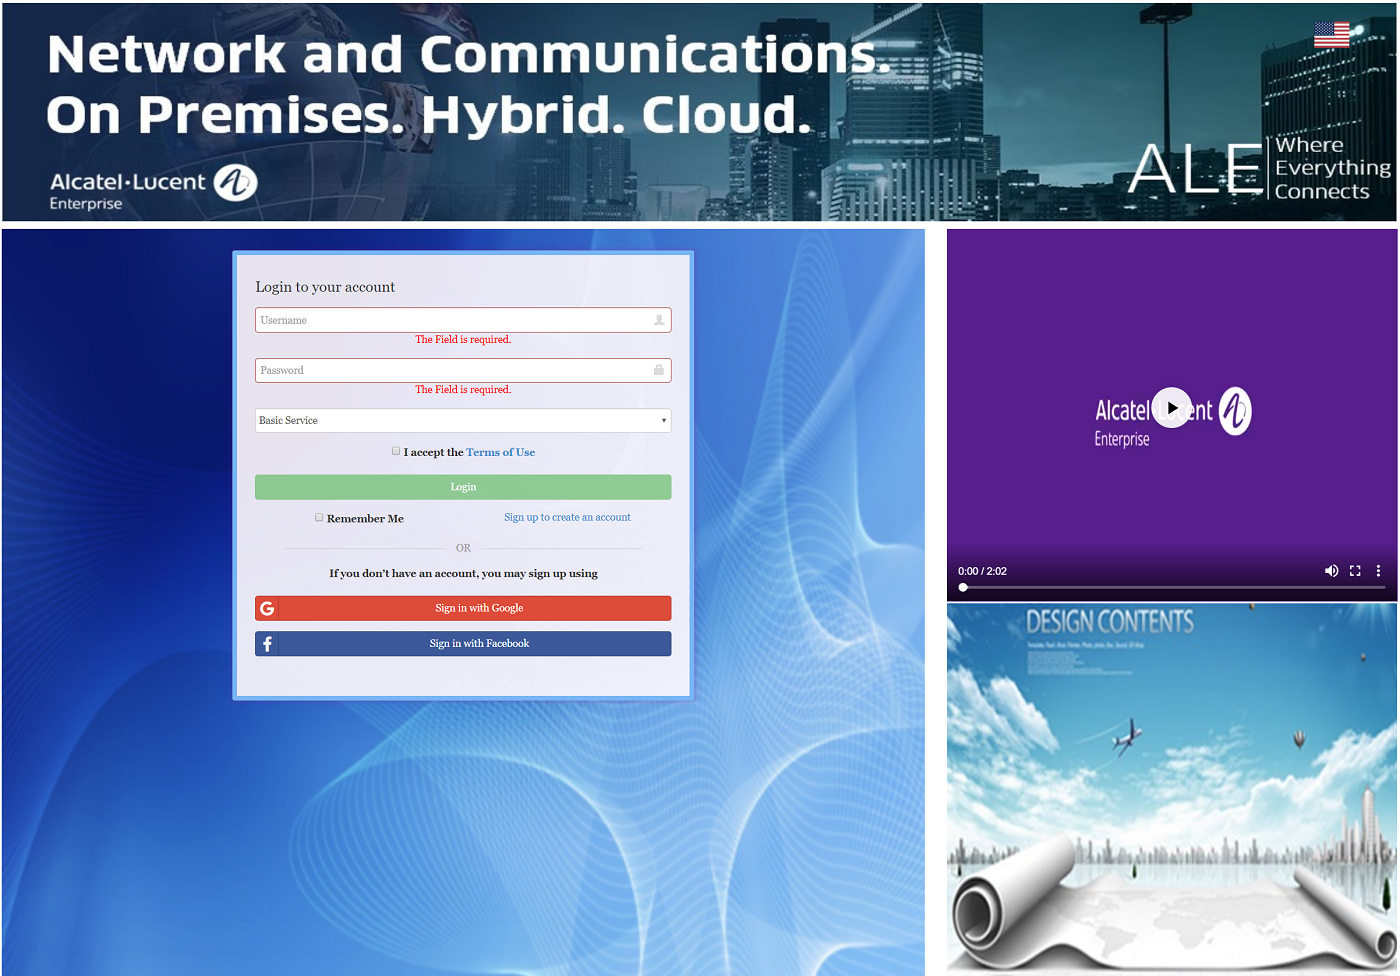 Network and Communications.
On Premises. Hybrid. Cloud.
Alcatel·Lucent
Enterprise
ALE
Where
Everything
Connects
Login to your account
Username
The Field is required.
Password
The Field is required.
Basic Service
I accept the Terms of Use
Login
Remember Me
Sign up to create an account
OR
If you don't have an account, you may sign up using
G
Sign in with Google
f
Sign in with Facebook
Alcatel·Lucent
Enterprise
0:00 / 2:02
DESIGN CONTENTS